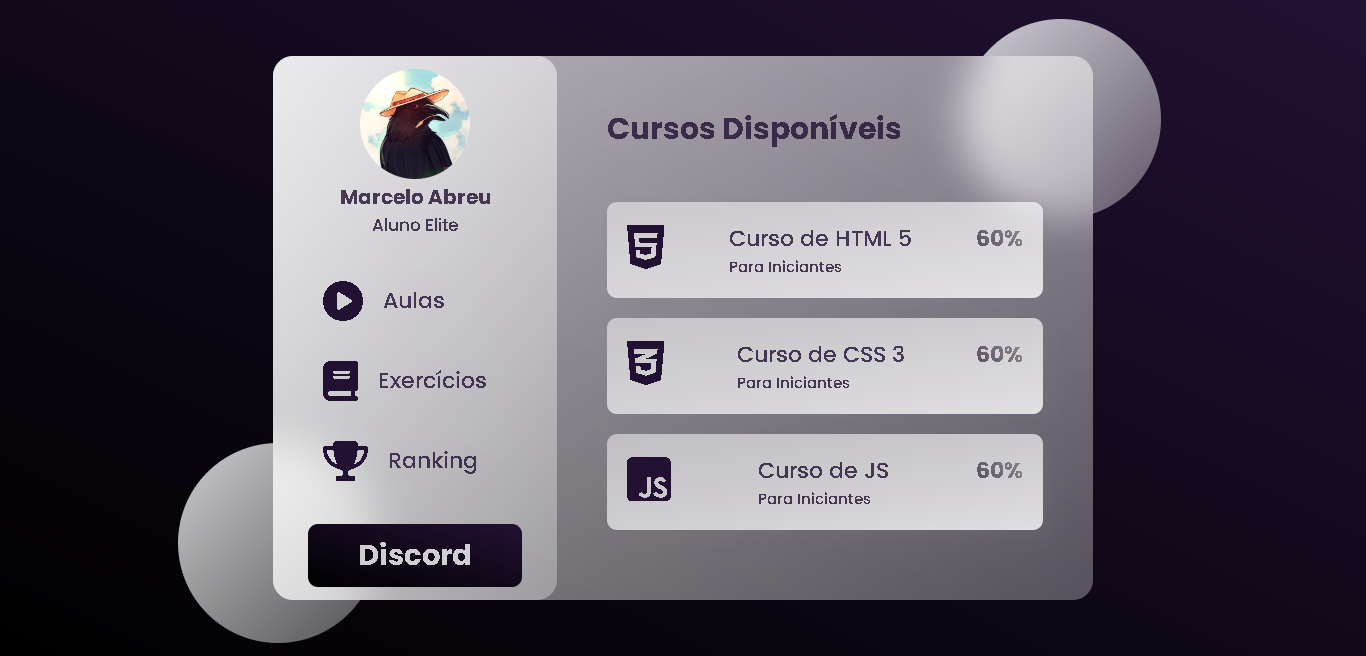 Marcelo Abreu
Aluno Elite
Aulas
Exercícios
Ranking
Discord
Cursos Disponíveis
5
Curso de HTML 5
60%
Para Iniciantes
3
Curso de CSS 3
60%
Para Iniciantes
JS
Curso de JS
60%
Para Iniciantes